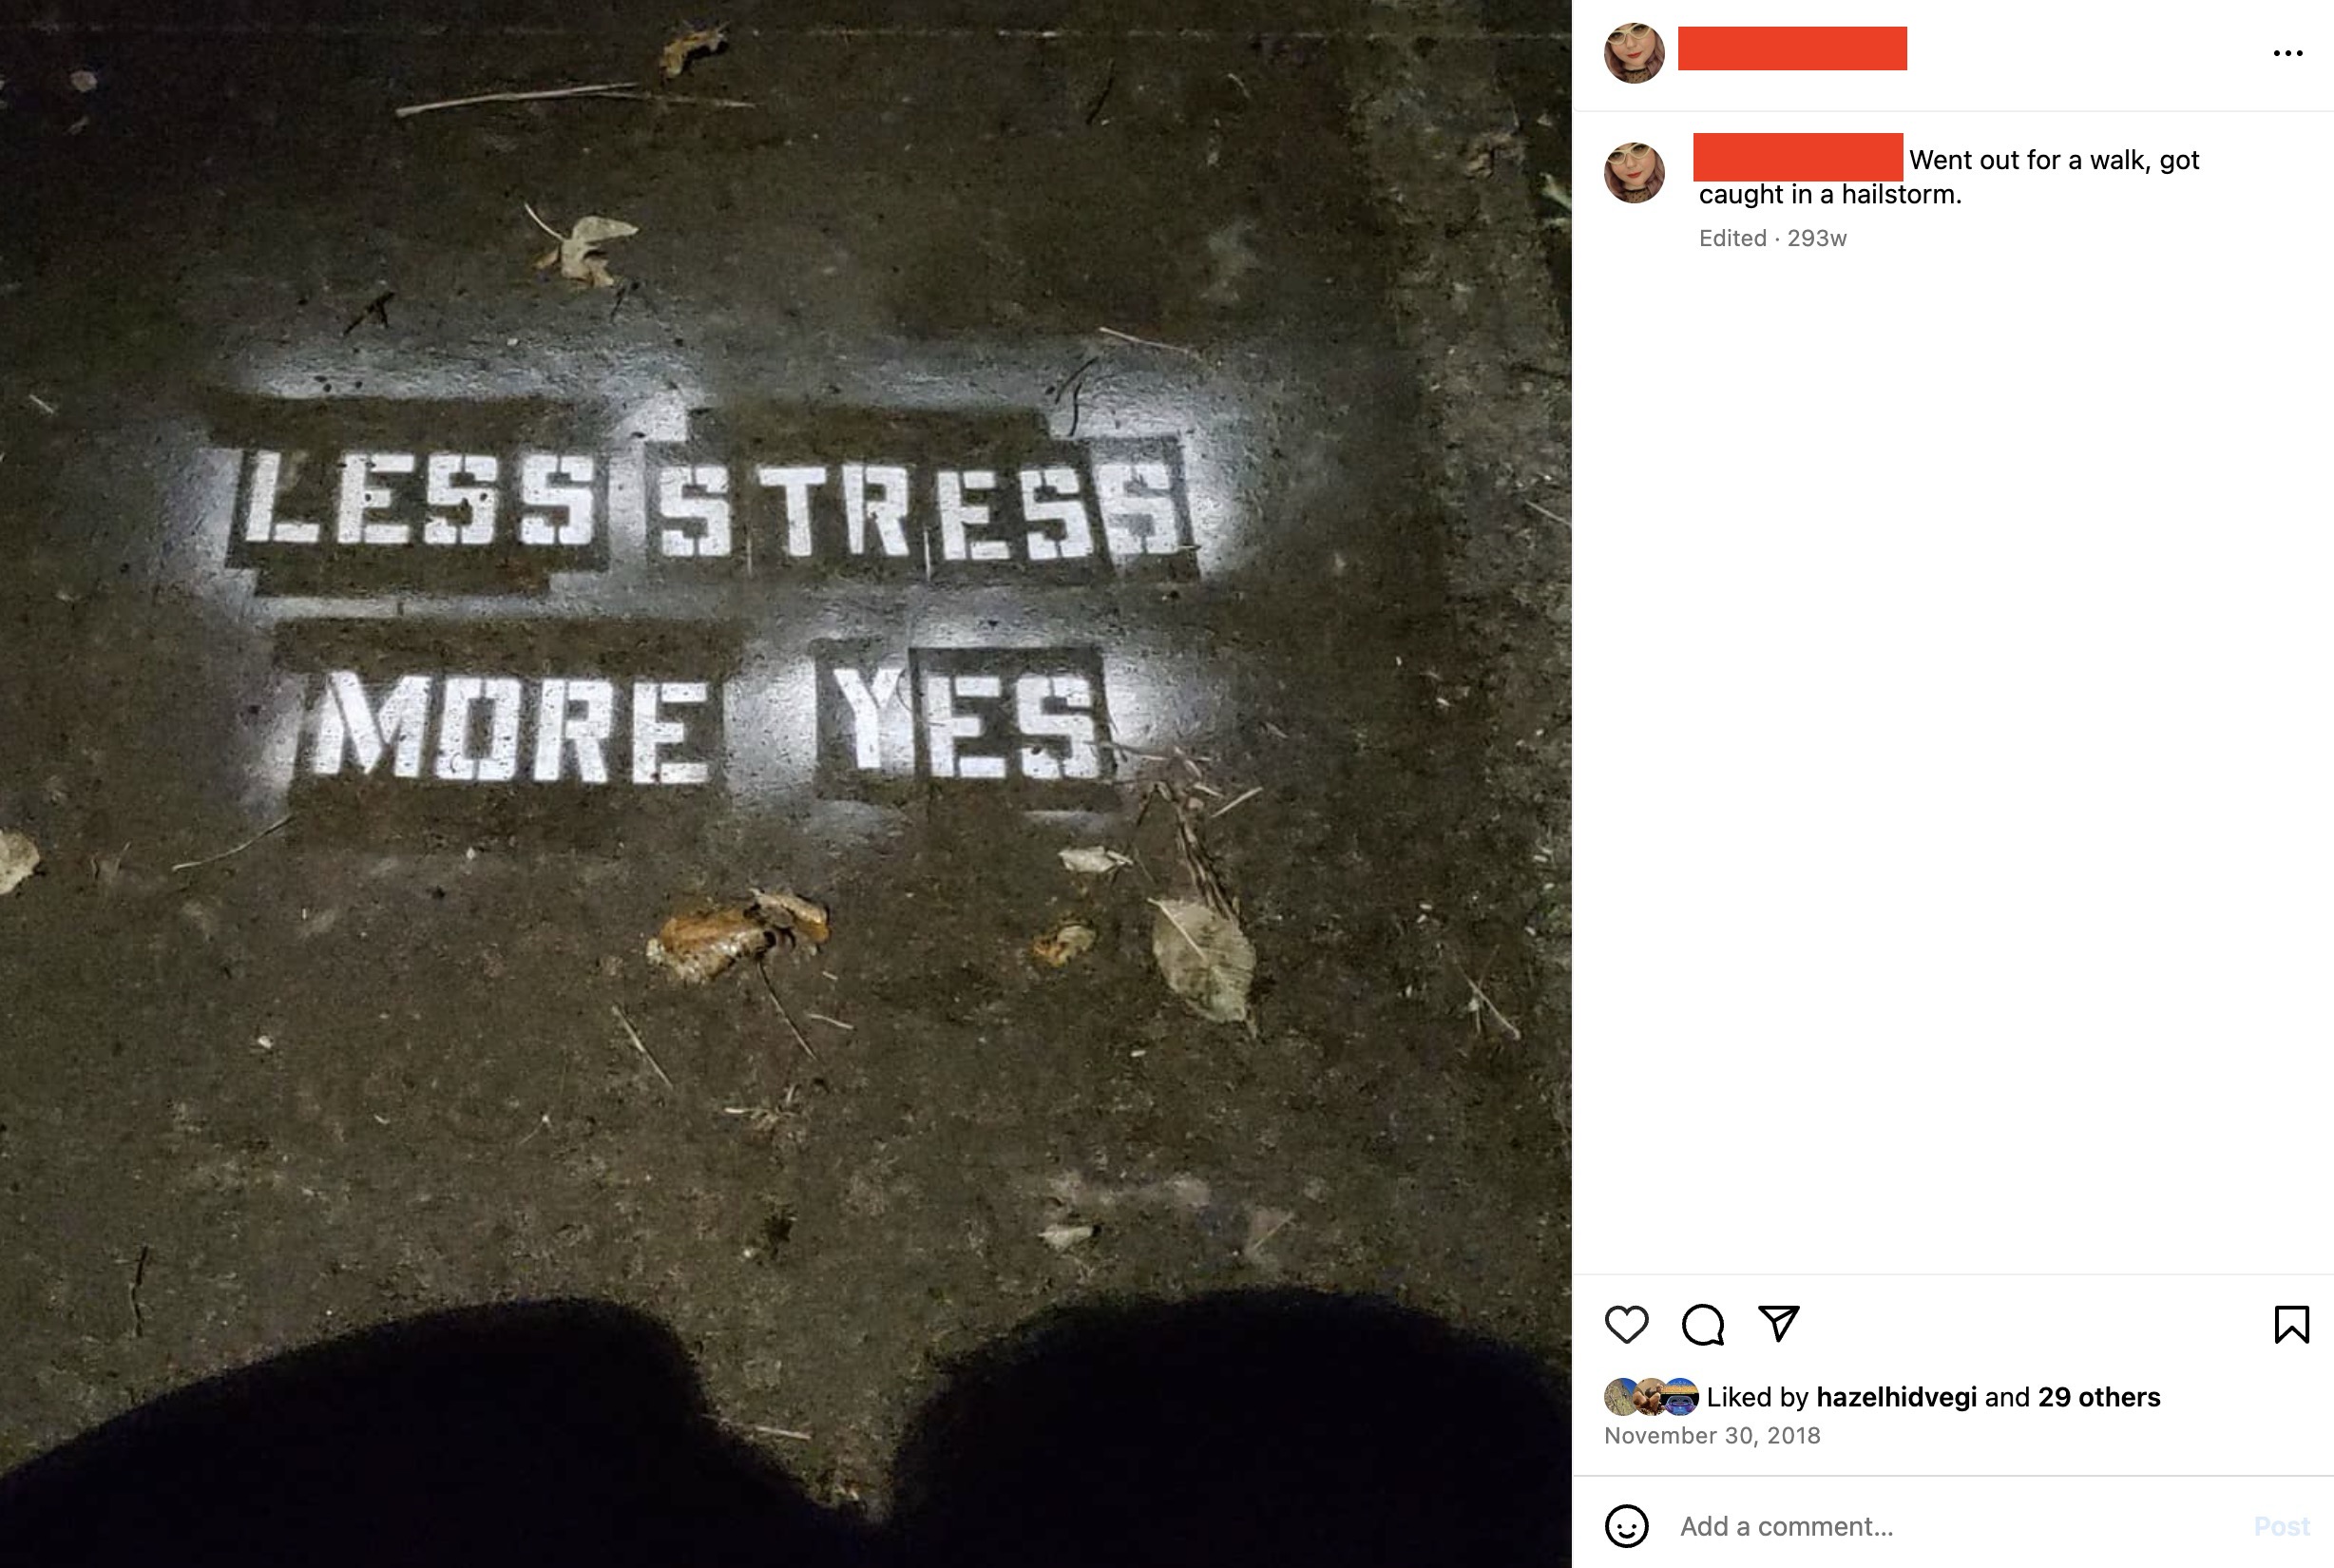 LESS STRESS
MORE YES
Went out for a walk, got
caught in a hailstorm.
Edited · 293w
Liked by hazelhidvegi and 29 others
November 30, 2018
Add a comment...
Post